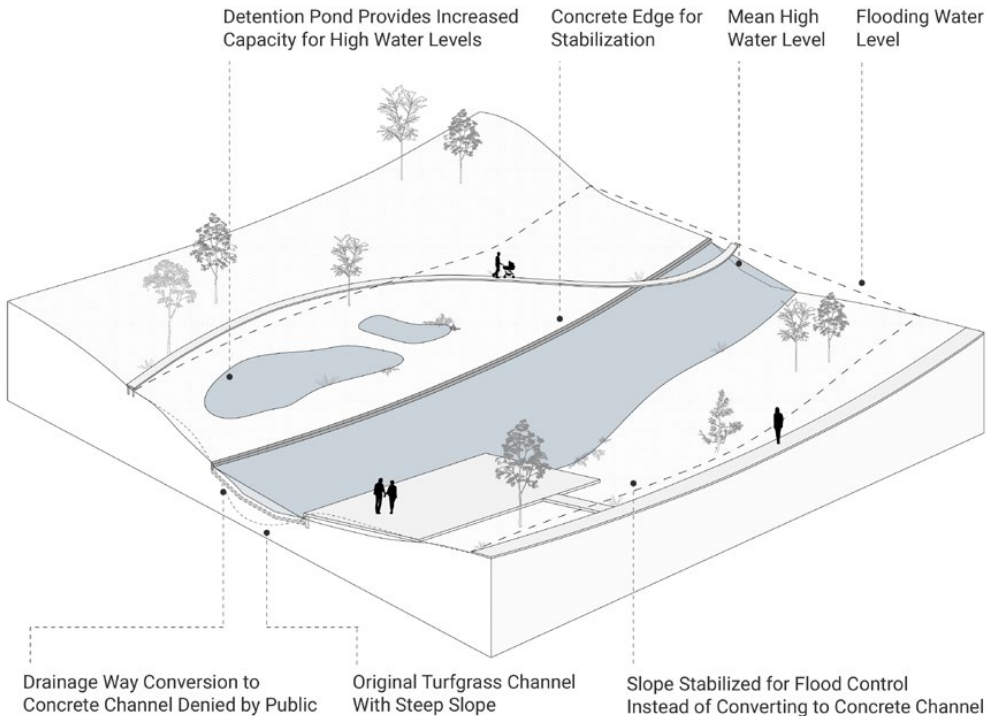 Detention Pond Provides Increased
Capacity for High Water Levels
Concrete Edge for
Stabilization
Mean High
Water Level
Flooding Water
Level
Drainage Way Conversion to
Concrete Channel Denied by Public
Original Turfgrass Channel
With Steep Slope
Slope Stabilized for Flood Control
Instead of Converting to Concrete Channel